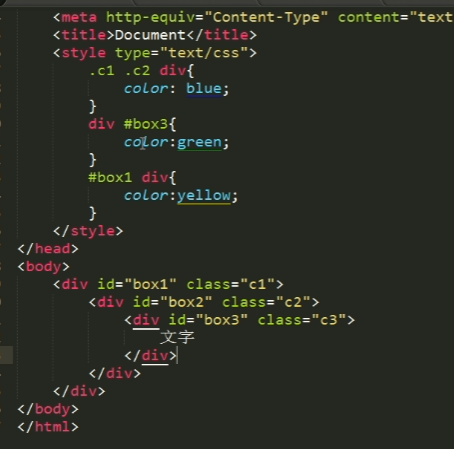 <meta http-equiv="Content-Type" content="text
<title>Document</title>
<style type="text/css">
.c1 .c2 div{
color: blue;
}
div #box3{
color:green;
}
#box1 div{
color:yellow;
}
</style>
</head>
<body>
<div id="box1" class="c1">
<div id="box2" class="c2">
<div id="box3" class="c3">
文字
</div>
</div>
</div>
</body>
</html>